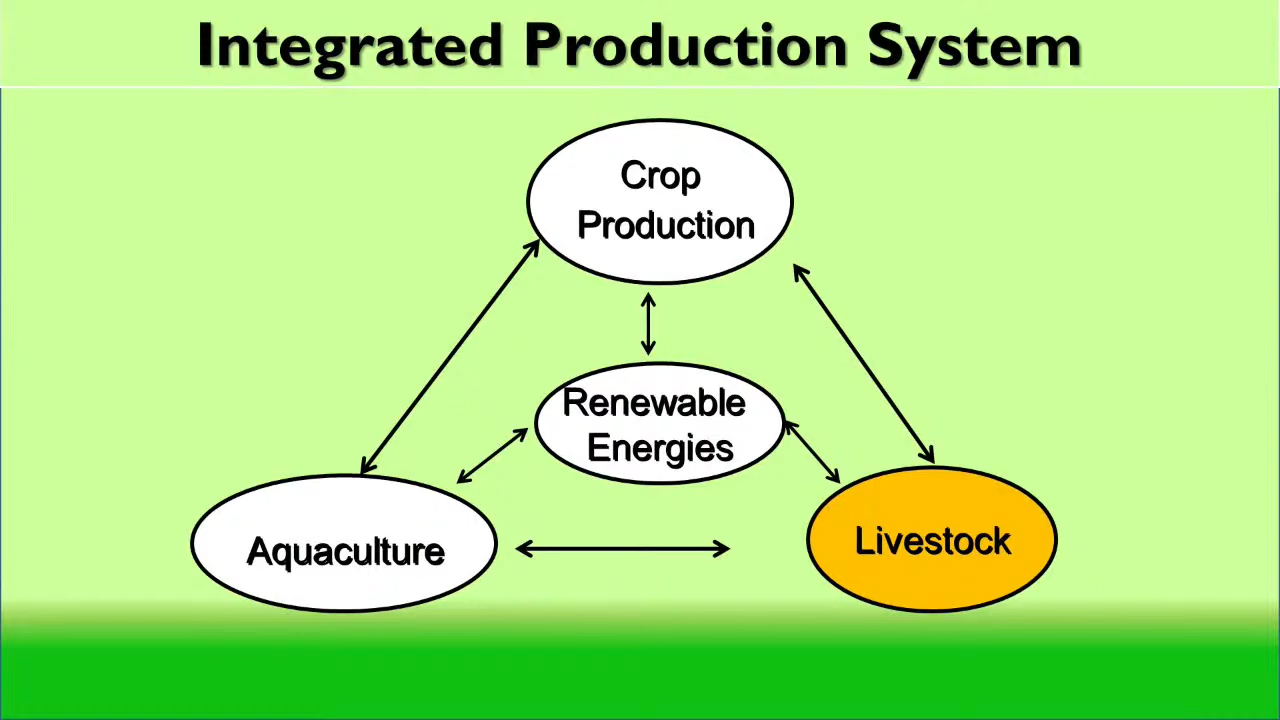 Integrated Production System
Crop
Production
Renewable
Energies
Aquaculture
Livestock